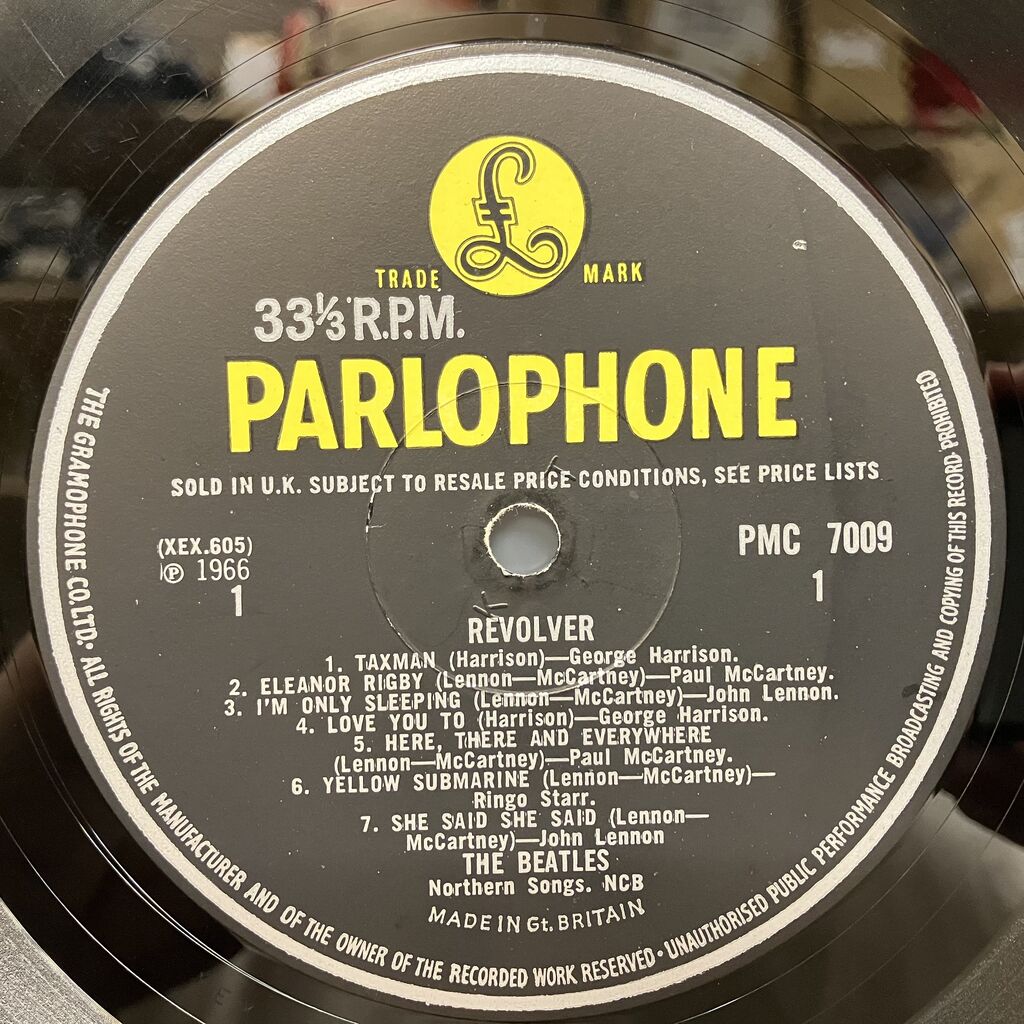 £
TRADE MARK
33⅓ R.P.M.
PARLOPHONE
SOLD IN U.K. SUBJECT TO RESALE PRICE CONDITIONS, SEE PRICE LISTS
(XEX.605)
℗ 1966
1
PMC 7009
1
REVOLVER
1. TAXMAN (Harrison)—George Harrison.
2. ELEANOR RIGBY (Lennon—McCartney)—Paul McCartney.
3. I'M ONLY SLEEPING (Lennon—McCartney)—John Lennon.
4. LOVE YOU TO (Harrison)—George Harrison.
5. HERE, THERE AND EVERYWHERE
(Lennon—McCartney)—Paul McCartney.
6. YELLOW SUBMARINE (Lennon—McCartney)—
Ringo Starr.
7. SHE SAID SHE SAID (Lennon—
McCartney)—John Lennon
THE BEATLES
Northern Songs. NCB
MADE IN Gt. BRITAIN
THE GRAMOPHONE CO. LTD. · ALL RIGHTS OF THE MANUFACTURER AND OF THE OWNER OF THE RECORDED WORK RESERVED · UNAUTHORISED PUBLIC PERFORMANCE BROADCASTING AND COPYING OF THIS RECORD PROHIBITED